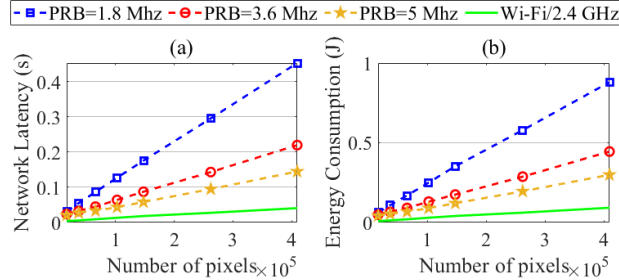 PRB=1.8 Mhz PRB=3.6 Mhz PRB=5 Mhz Wi-Fi/2.4 GHz
(a)
Network Latency (s)
0.4
0.3
0.2
0.1
0
1 2 3 4
Number of pixels ×10^5
(b)
Energy Consumption (J)
1
0.5
0
1 2 3 4
Number of pixels ×10^5